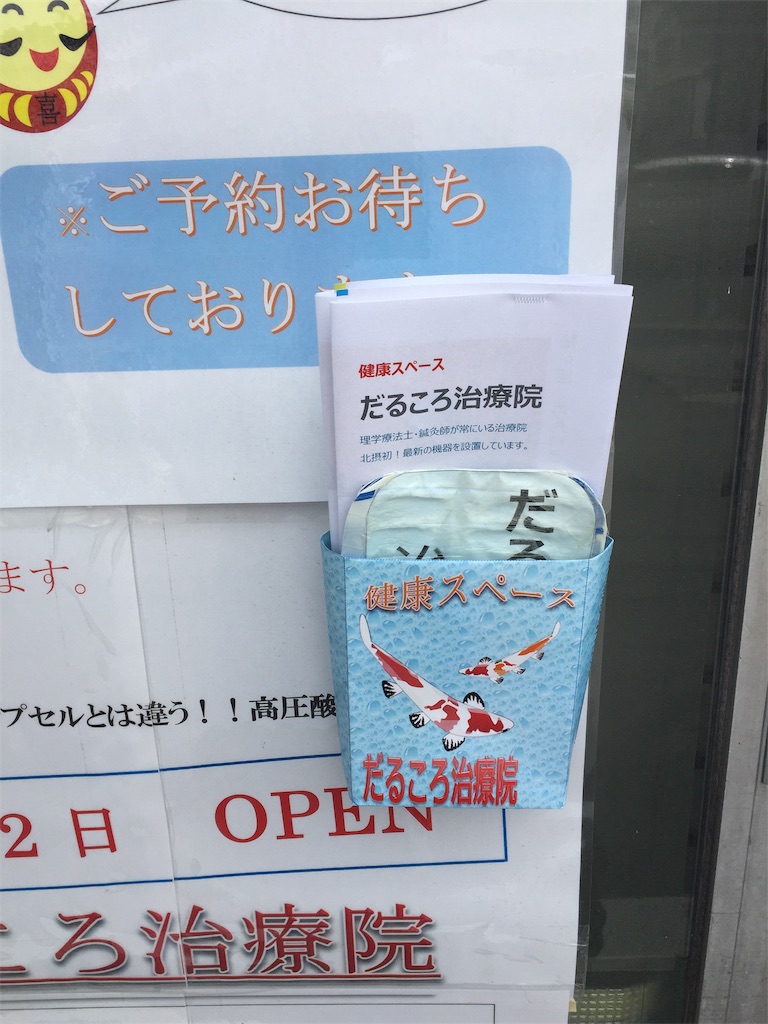 喜
※ご予約お待ち
しており
健康スペース
だるころ治療院
理学療法士・鍼灸師が常にいる治療院
北摂初！最新の機器を設置しています。
だる
治
健康スペース
だるころ治療院
ます。
プセルとは違う！！高圧酸
2日 OPEN
ころ治療院